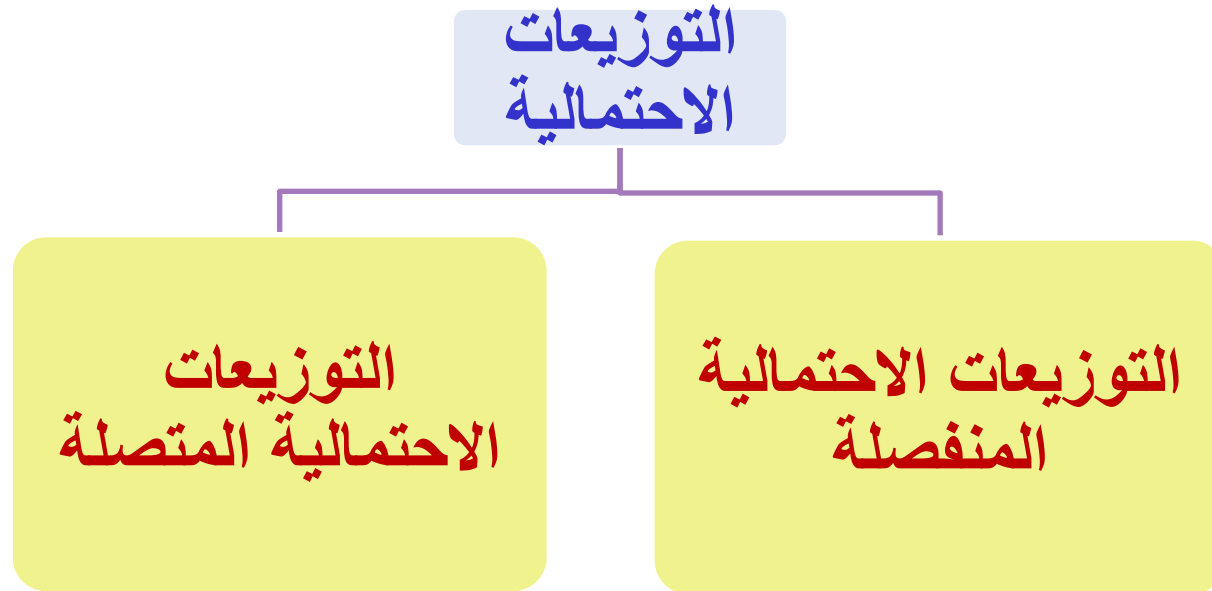 التوزيعات
الاحتمالية
التوزيعات الاحتمالية
المنفصلة
التوزيعات
الاحتمالية المتصلة